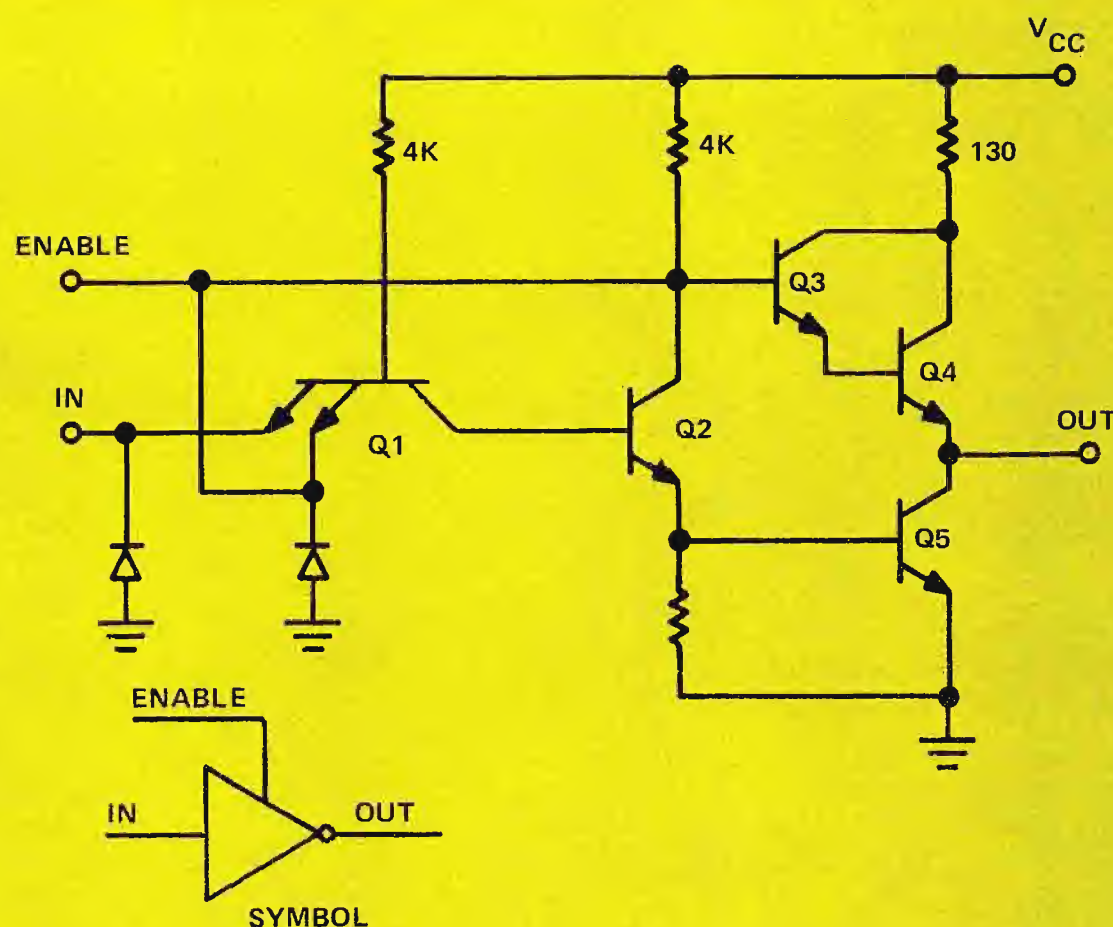 VCC
4K
4K
130
ENABLE
Q3
Q4
IN
Q1
Q2
OUT
Q5
ENABLE
IN
OUT
SYMBOL